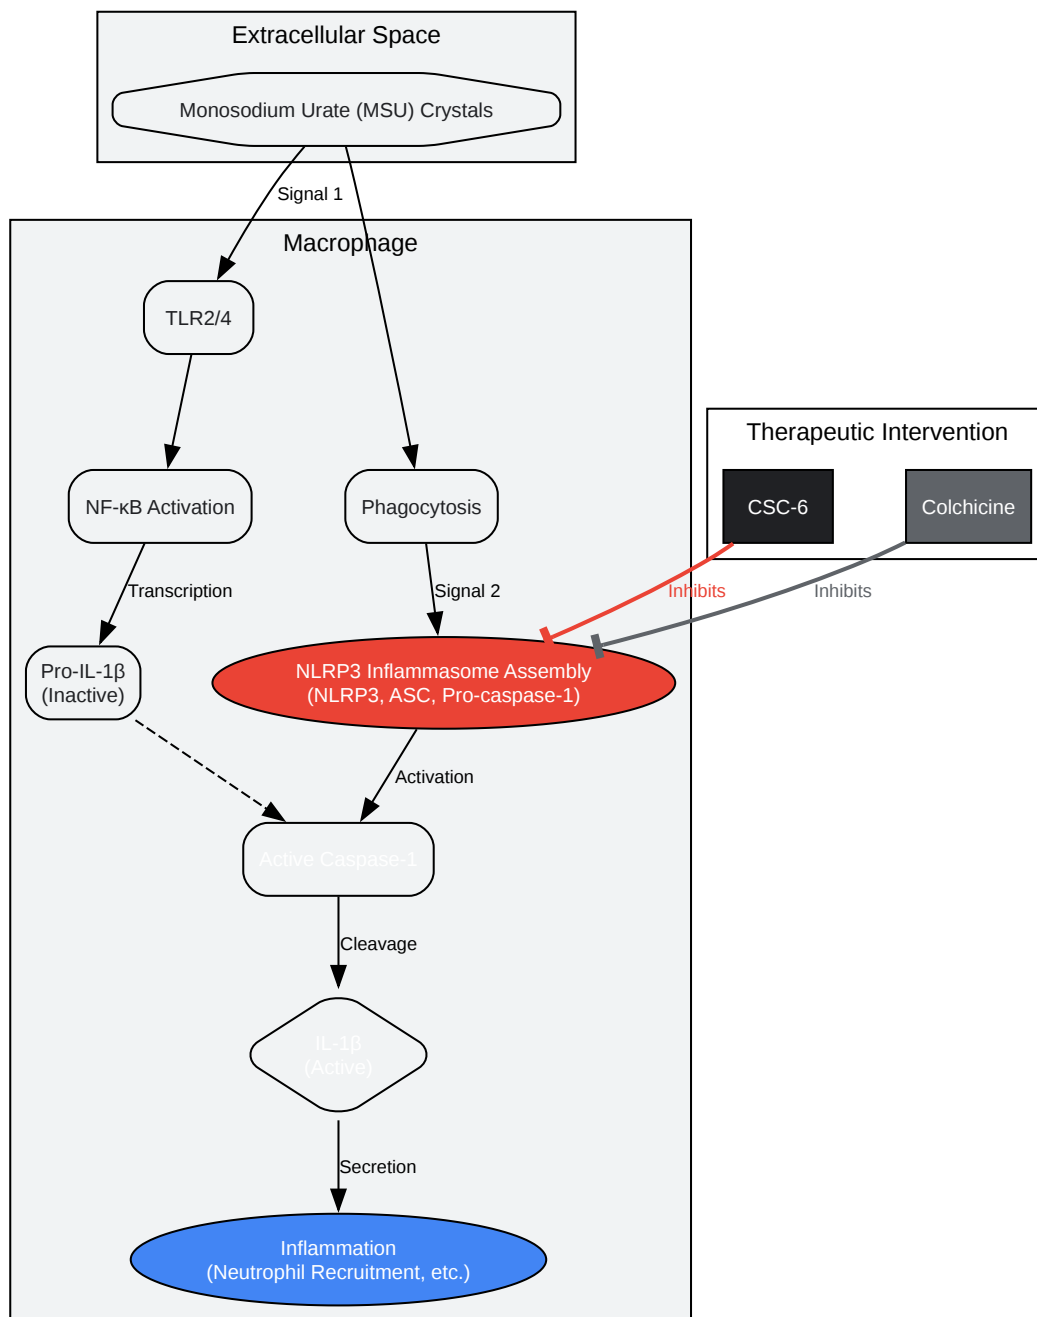 Extracellular Space
Monosodium Urate (MSU) Crystals
Signal 1
Macrophage
TLR2/4
Therapeutic Intervention
NF-κB Activation
Phagocytosis
CSC-6
Colchicine
Transcription
Signal 2
Inhibits
Inhibits
Pro-IL-1β
(Inactive)
NLRP3 Inflammasome Assembly
(NLRP3, ASC, Pro-caspase-1)
Activation
Active Caspase-1
Cleavage
IL-1β
(Active)
Secretion
Inflammation
(Neutrophil Recruitment, etc.)